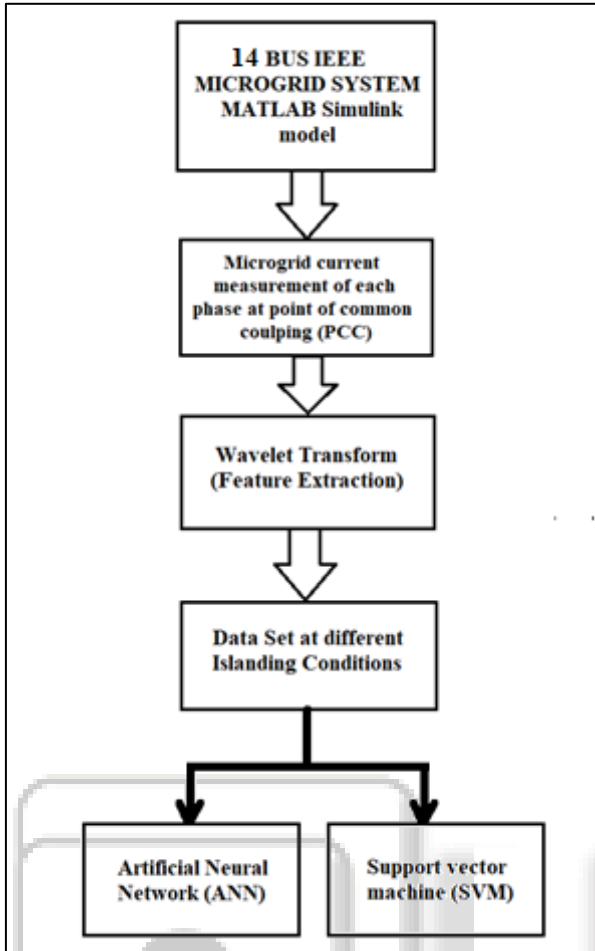 14 BUS IEEE
MICROGRID SYSTEM
MATLAB Simulink
model
Microgrid current
measurement of each
phase at point of common
coulping (PCC)
Wavelet Transform
(Feature Extraction)
Data Set at different
Islanding Conditions
Artificial Neural
Network (ANN)
Support vector
machine (SVM)